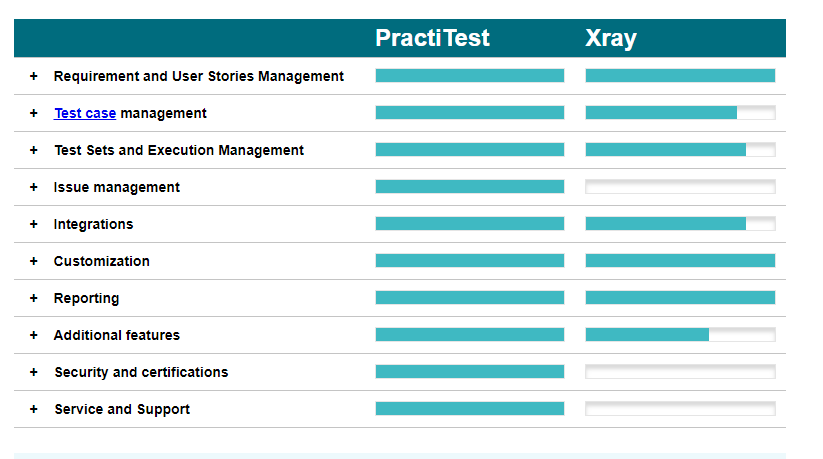 PractiTest Xray
+ Requirement and User Stories Management
+ Test case management
+ Test Sets and Execution Management
+ Issue management
+ Integrations
+ Customization
+ Reporting
+ Additional features
+ Security and certifications
+ Service and Support